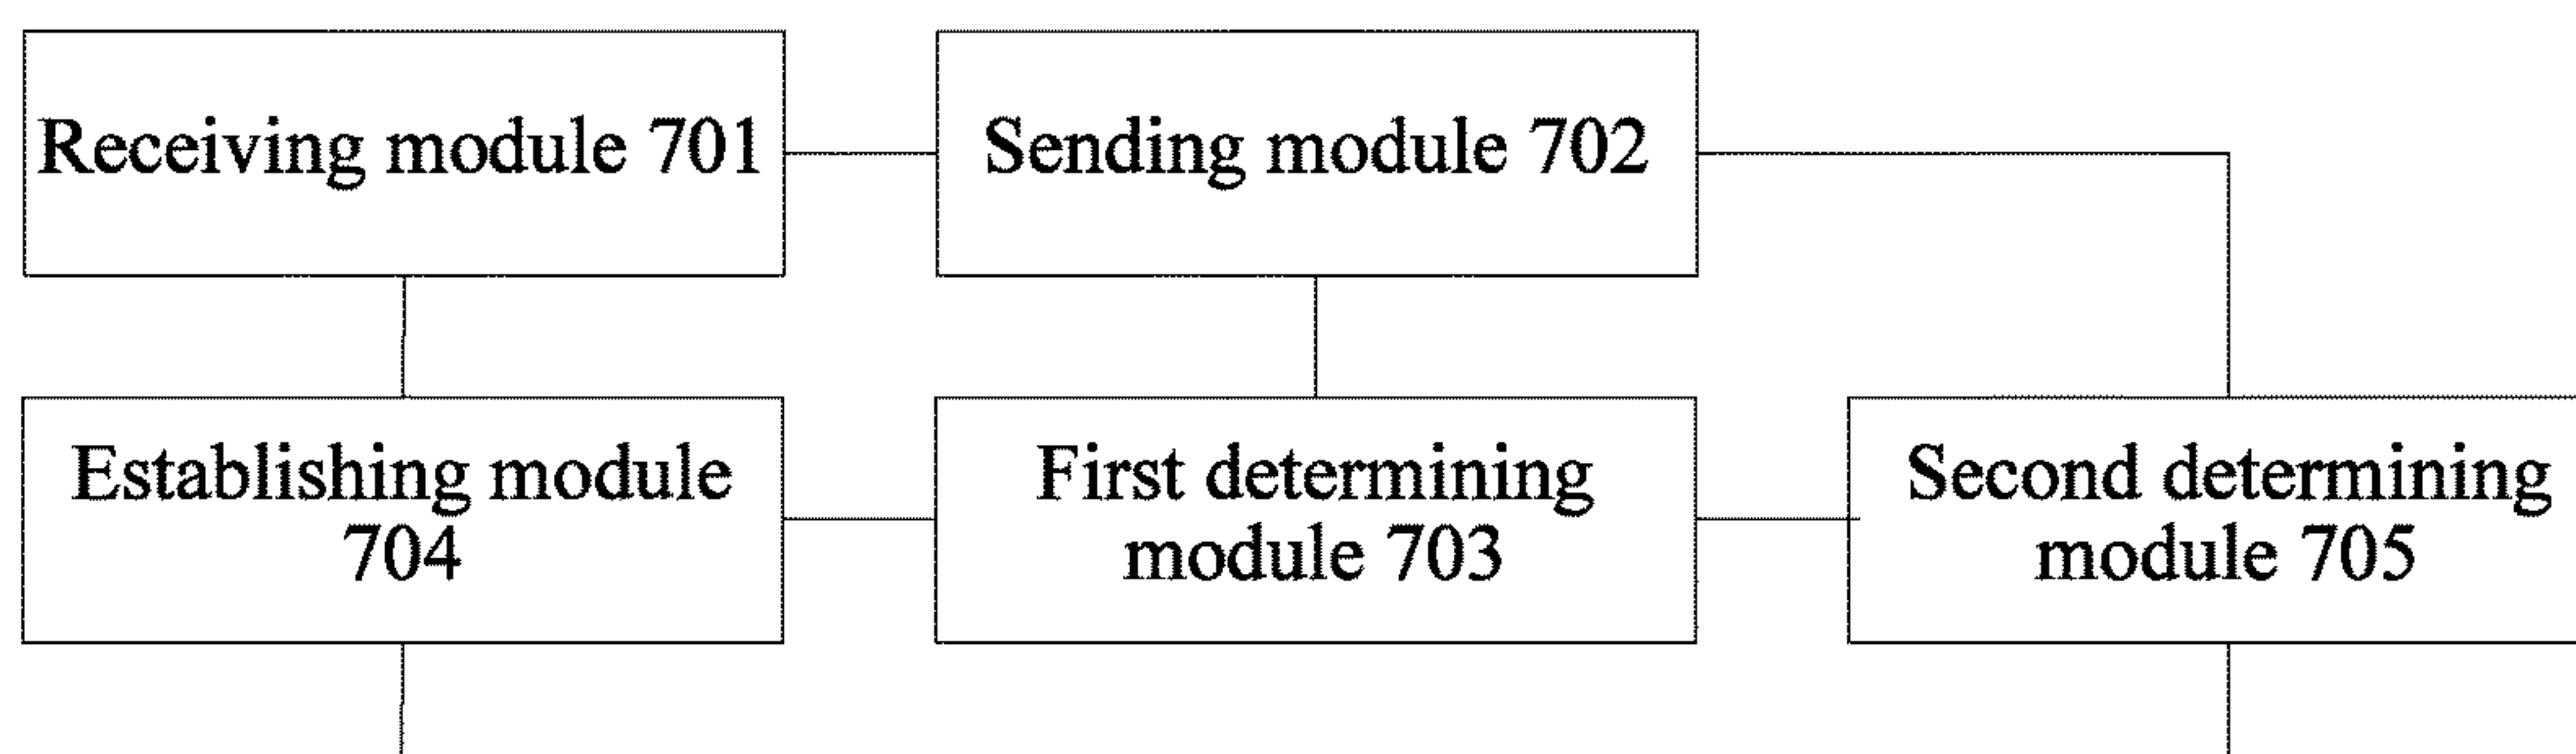 Receiving module 701
Sending module 702
Establishing module
704
First determining
module 703
Second determining
module 705